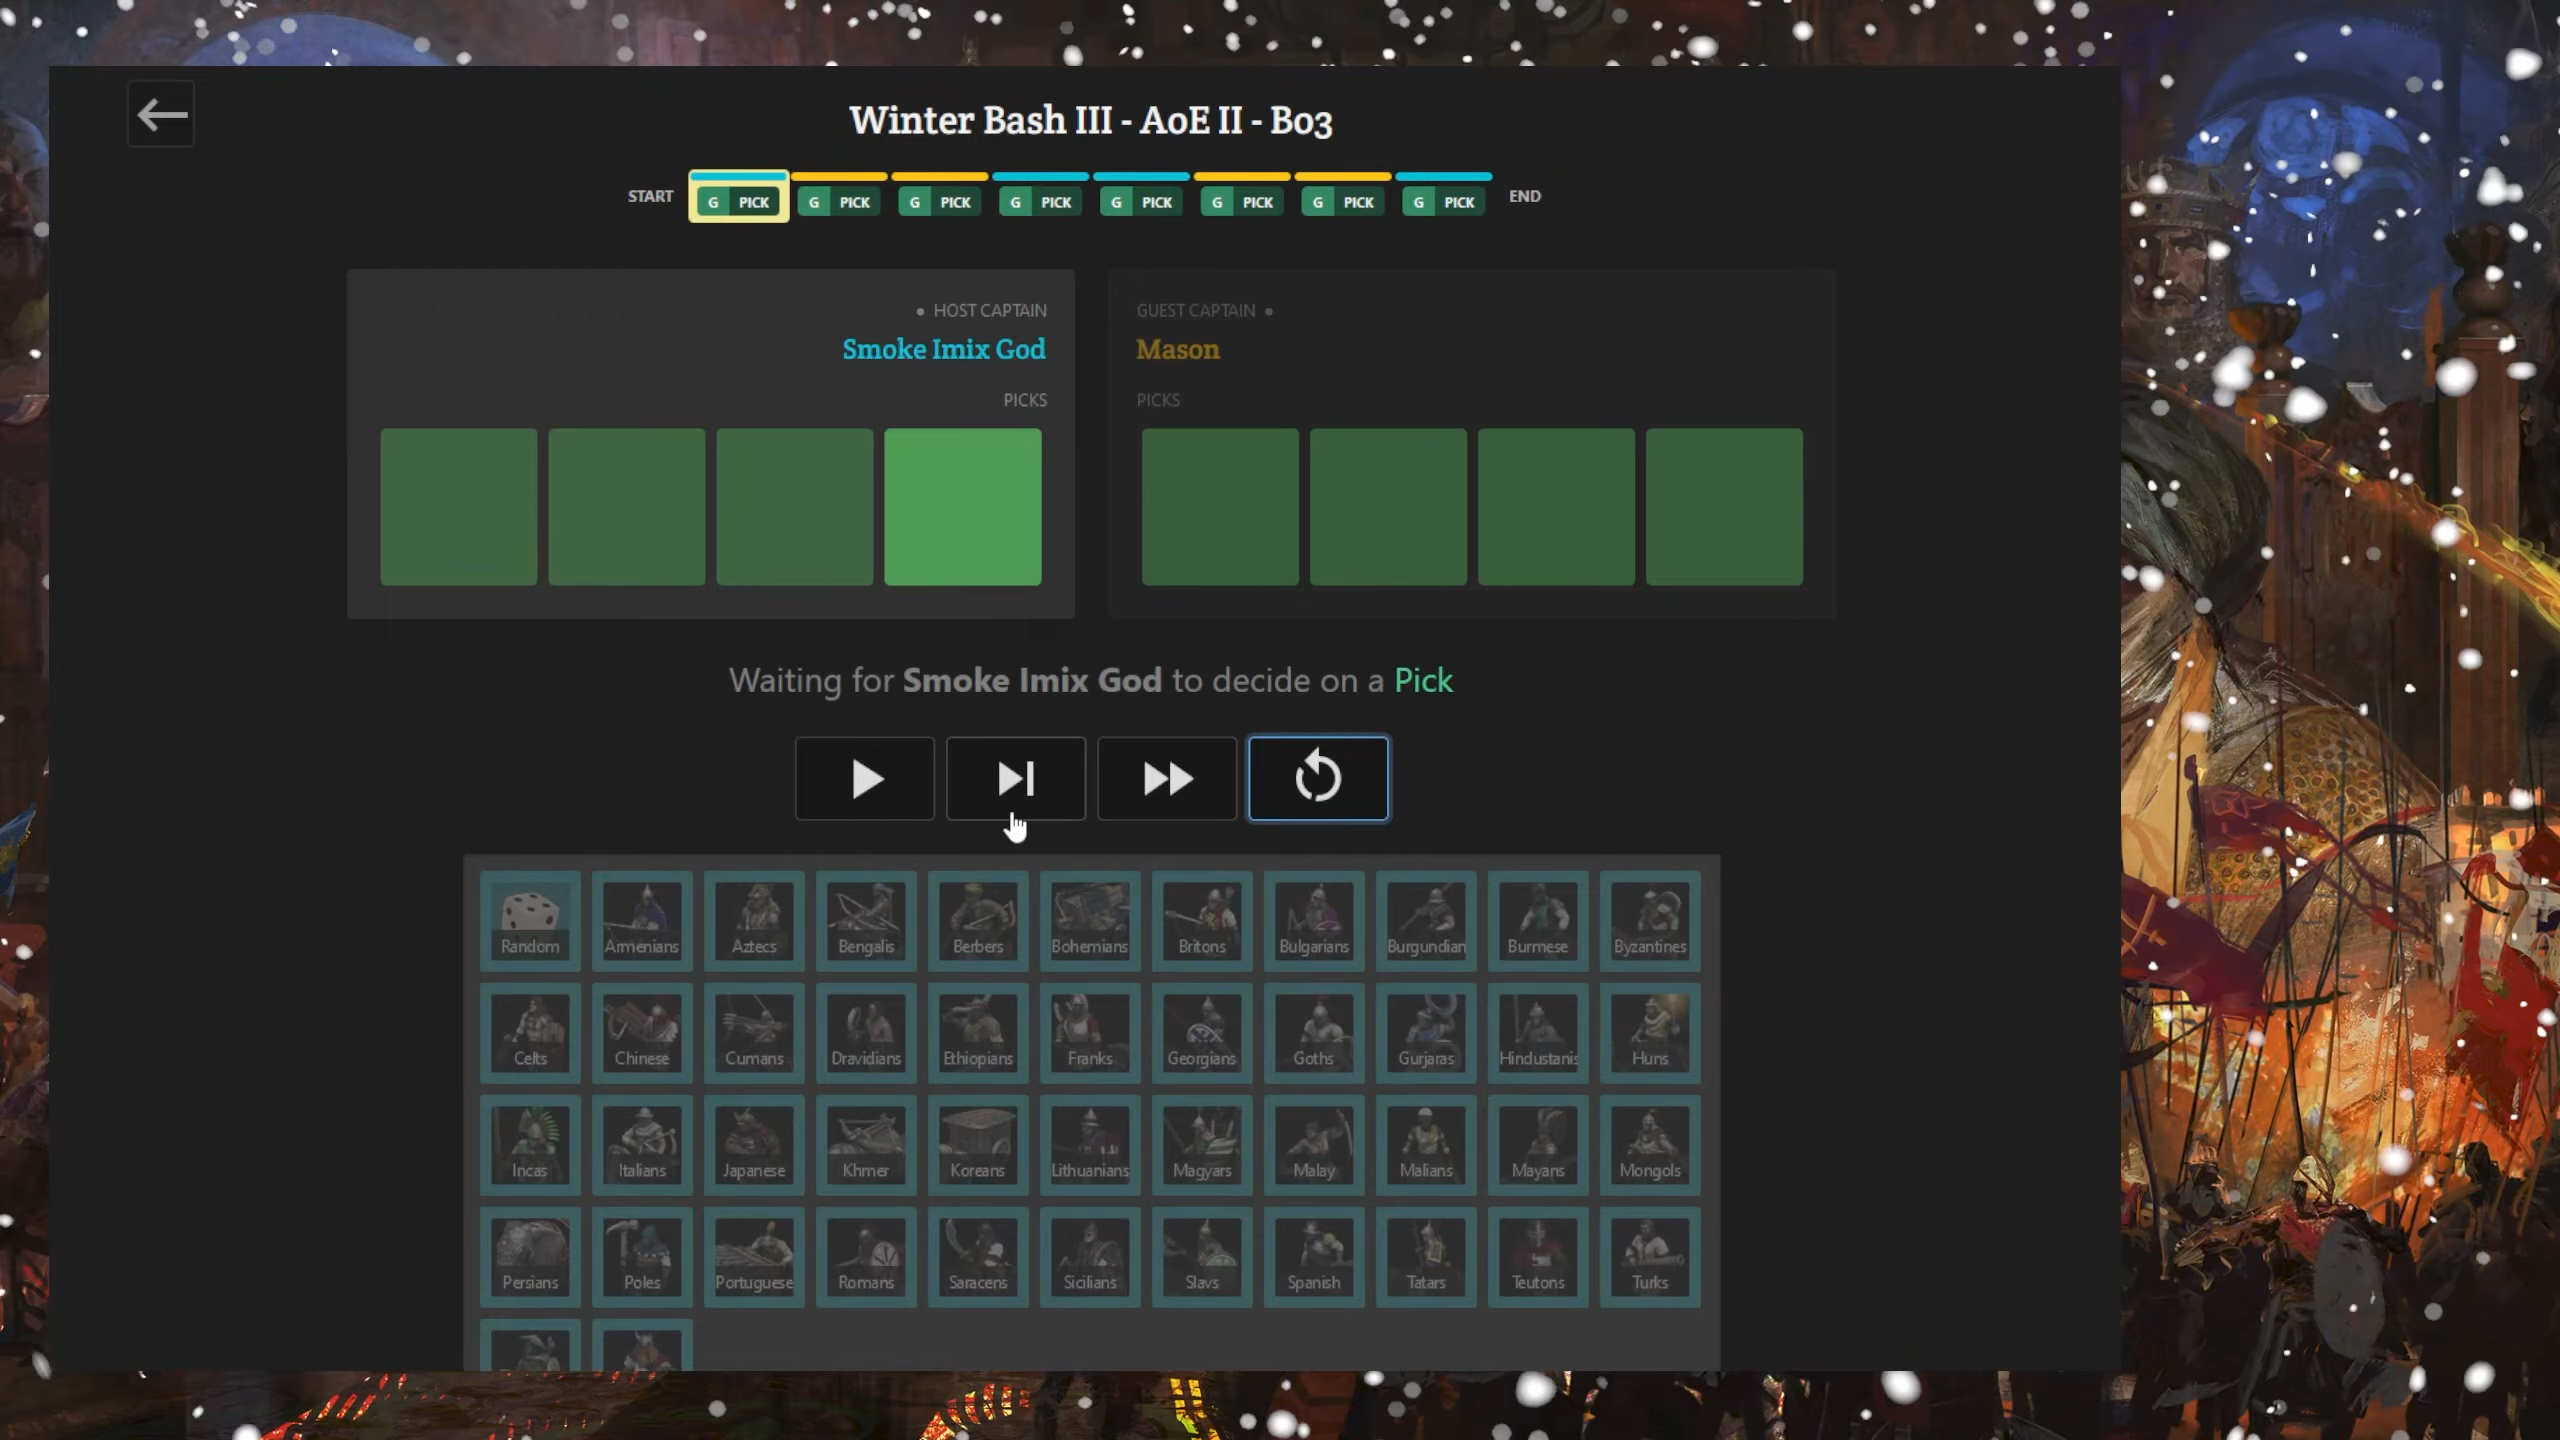 Winter Bash III - AoE II - Bo3
START G PICK G PICK G PICK G PICK G PICK G PICK G PICK G PICK END
HOST CAPTAIN
Smoke Imix God
PICKS
GUEST CAPTAIN
Mason
PICKS
Waiting for Smoke Imix God to decide on a Pick
Random Armenians Aztecs Bengalis Berbers Bohemians Britons Bulgarians Burgundian Burmese Byzantines
Celts Chinese Cumans Dravidians Ethiopians Franks Georgians Goths Gurjaras Hindustanis Huns
Incas Italians Japanese Khmer Koreans Lithuanians Magyars Malay Malians Mayans Mongols
Persians Poles Portuguese Romans Saracens Sicilians Slavs Spanish Tatars Teutons Turks